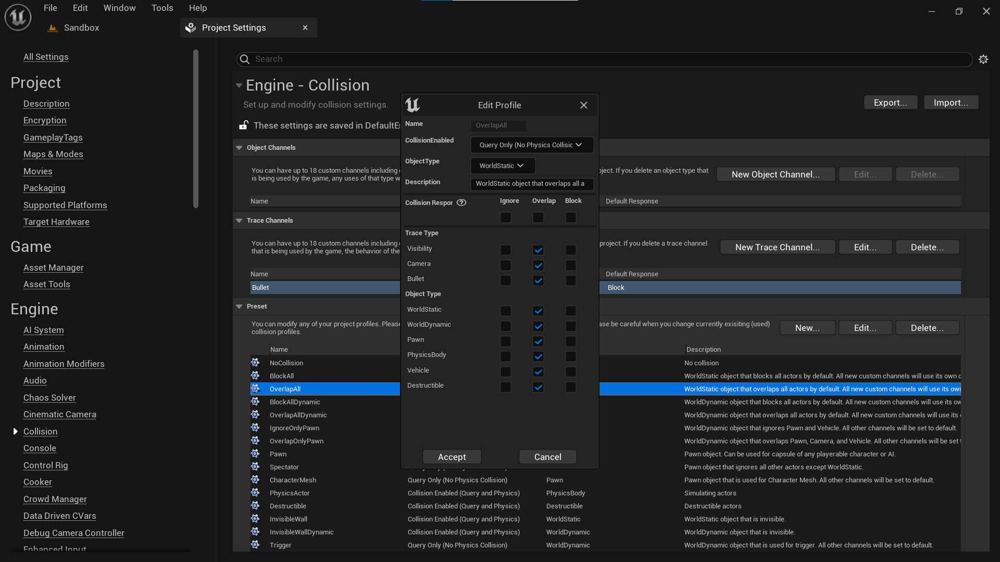 File Edit Window Tools Help
Sandbox
Project Settings
All Settings
Project
Description
Encryption
GameplayTags
Maps & Modes
Movies
Packaging
Supported Platforms
Target Hardware
Game
Asset Manager
Asset Tools
Engine
AI System
Animation
Animation Modifiers
Audio
Chaos Solver
Cinematic Camera
Collision
Console
Control Rig
Cooker
Crowd Manager
Data Driven CVars
Debug Camera Controller
Enhanced Input
Search
Engine - Collision
Set up and modify collision settings.
Export... Import...
These settings are saved in DefaultE
Object Channels
You can have up to 18 custom channels including
ject. If you delete an object type that
is being used by the game, any uses of that type w
New Object Channel... Edit... Delete...
Name Default Response
Trace Channels
You can have up to 18 custom channels including
project. If you delete a trace channel
that is being used by the game, the behavior of the
New Trace Channel... Edit... Delete...
Name Default Response
Bullet Block
Preset
You can modify any of your project profiles. Please
ase be careful when you change currently exisiting (used)
collision profiles.
New... Edit... Delete...
Name Description
NoCollision No collision
BlockAll WorldStatic object that blocks all actors by default. All new custom channels will use its own
OverlapAll WorldStatic object that overlaps all actors by default. All new custom channels will use its own
BlockAllDynamic WorldDynamic object that blocks all actors by default. All new custom channels will use its ow
OverlapAllDynamic WorldDynamic object that overlaps all actors by default. All new custom channels will use its
IgnoreOnlyPawn WorldDynamic object that ignores Pawn and Vehicle. All other channels will be set to default.
OverlapOnlyPawn WorldDynamic object that overlaps Pawn, Camera, and Vehicle. All other channels will be set
Pawn Pawn object. Can be used for capsule of any playerable character or AI.
Spectator Pawn object that ignores all other actors except WorldStatic.
CharacterMesh Query Only (No Physics Collision) Pawn Pawn object that is used for Character Mesh. All other channels will be set to default.
PhysicsActor Collision Enabled (Query and Physics) PhysicsBody Simulating actors
Destructible Collision Enabled (Query and Physics) Destructible Destructible actors
InvisibleWall Collision Enabled (Query and Physics) WorldStatic WorldStatic object that is invisible.
InvisibleWallDynamic Collision Enabled (Query and Physics) WorldDynamic WorldDynamic object that is invisible.
Trigger Query Only (No Physics Collision) WorldDynamic WorldDynamic object that is used for trigger. All other channels will be set to default.
Edit Profile
Name OverlapAll
CollisionEnabled Query Only (No Physics Collisic
ObjectType WorldStatic
Description WorldStatic object that overlaps all a
Collision Respor Ignore Overlap Block
Trace Type
Visibility
Camera
Bullet
Object Type
WorldStatic
WorldDynamic
Pawn
PhysicsBody
Vehicle
Destructible
Accept Cancel